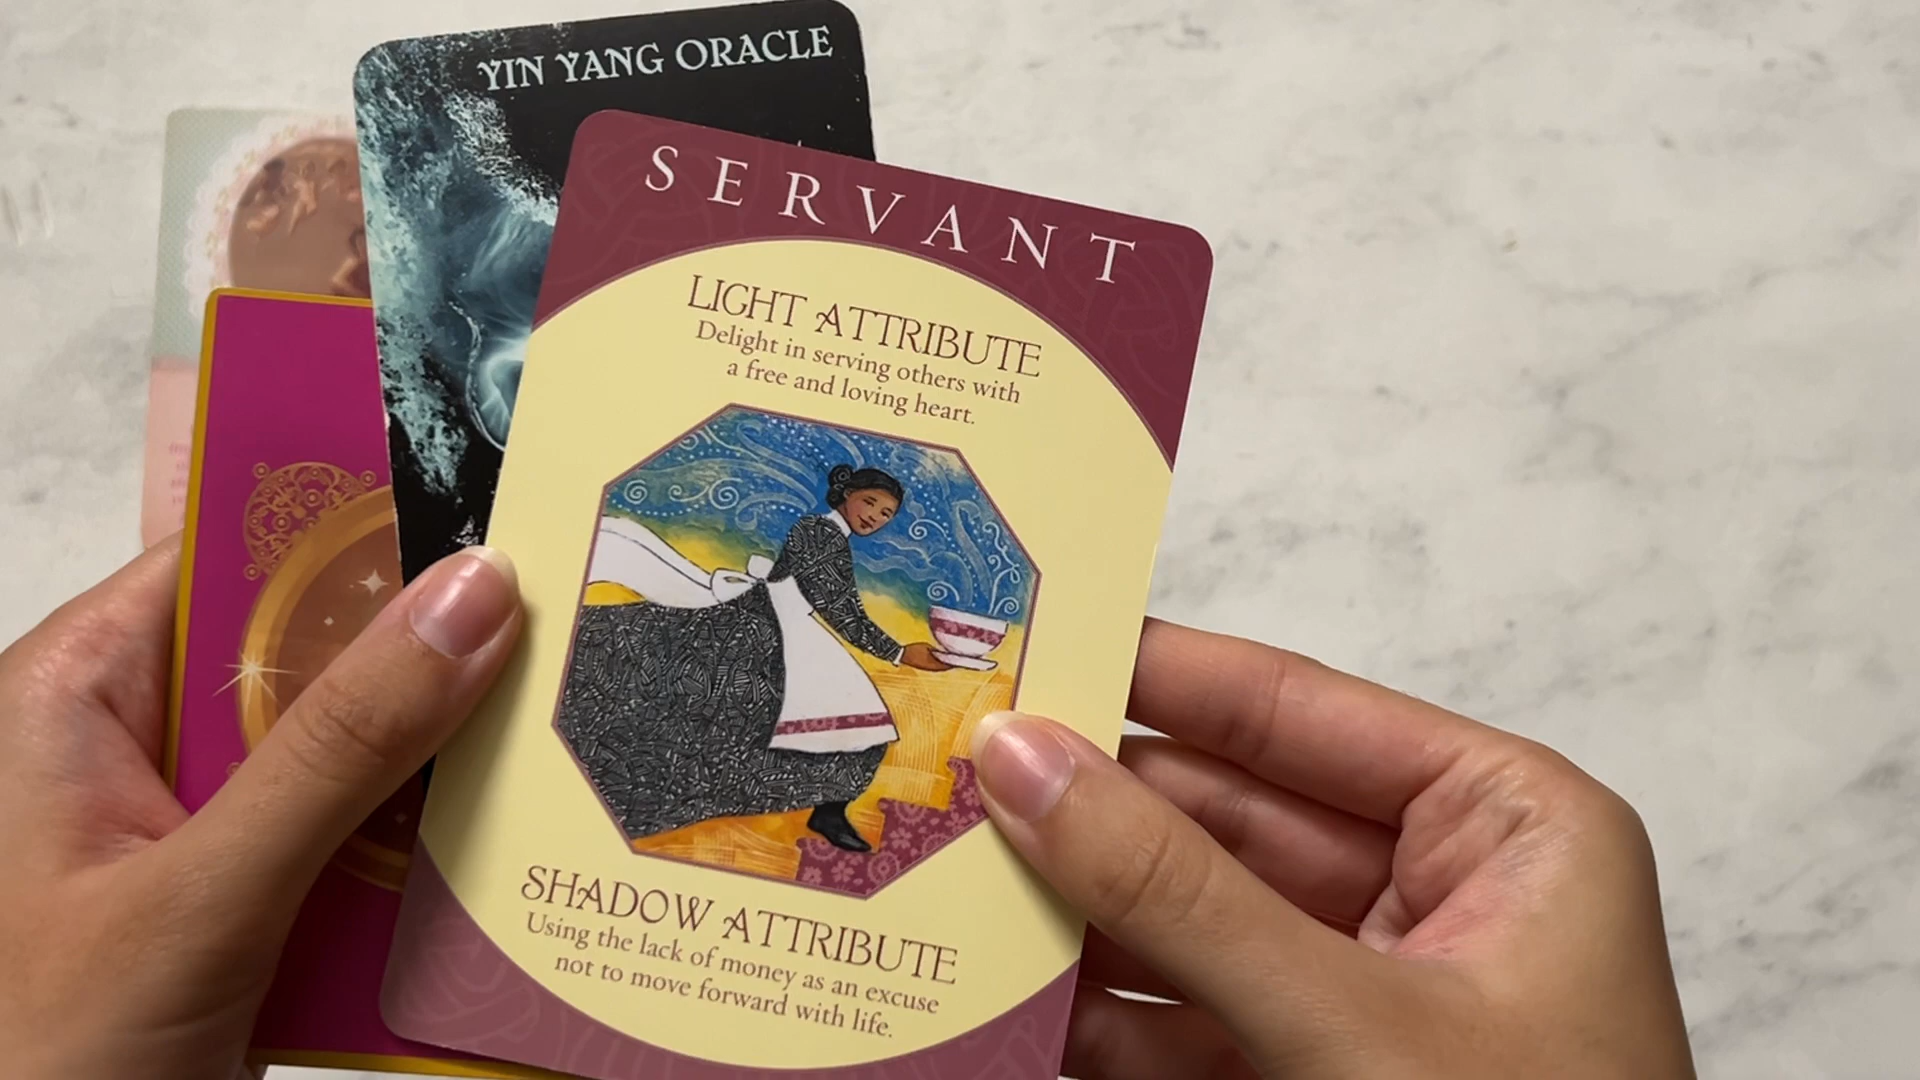 YIN YANG ORACLE
SERVANT
LIGHT ATTRIBUTE
Delight in serving others with
a free and loving heart.
SHADOW ATTRIBUTE
Using the lack of money as an excuse
not to move forward with life.